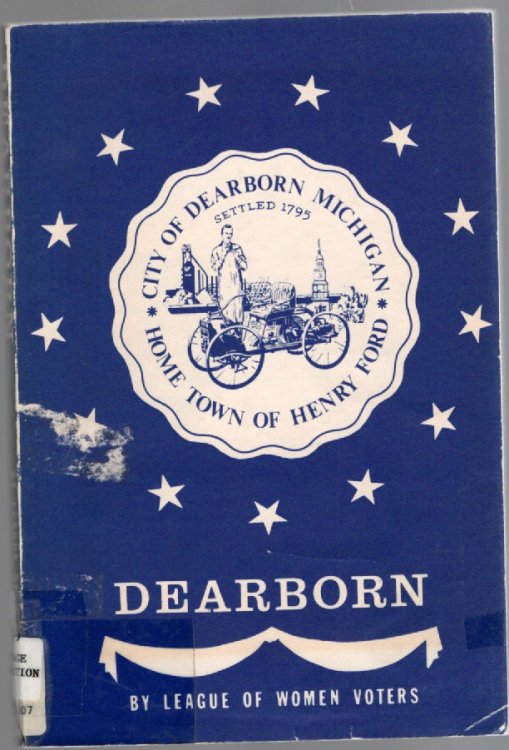 CITY OF DEARBORN MICHIGAN
SETTLED 1795
* HOME TOWN OF HENRY FORD *
DEARBORN
BY LEAGUE OF WOMEN VOTERS